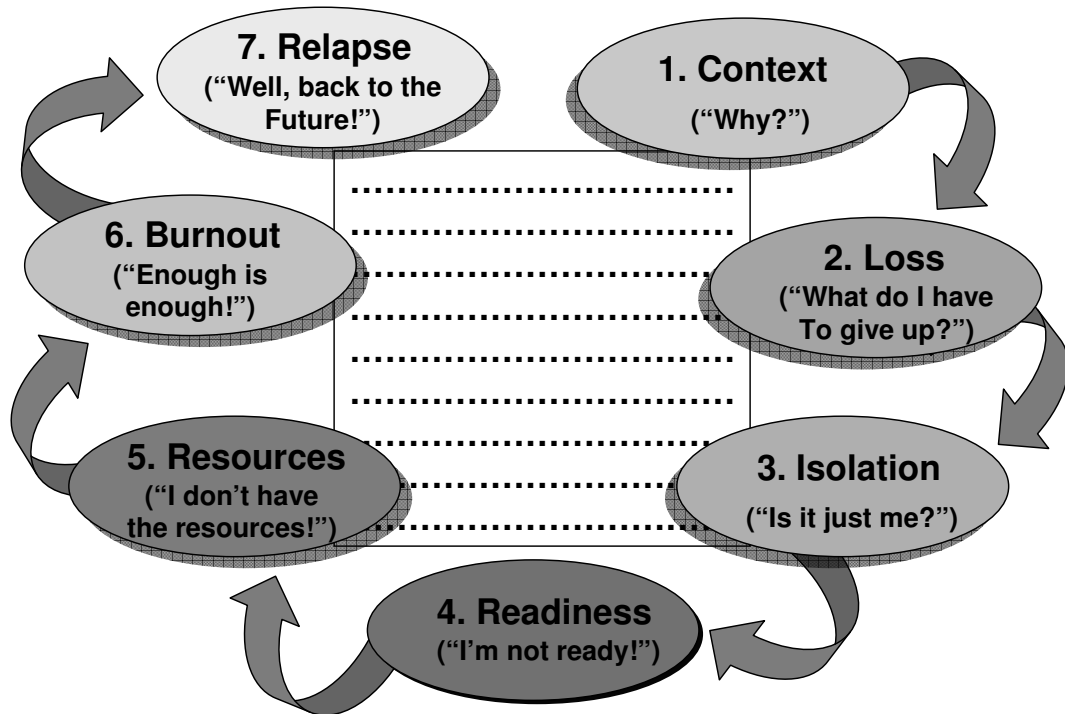 1. Context
(“Why?”)
2. Loss
(“What do I have
To give up?”)
3. Isolation
(“Is it just me?”)
4. Readiness
(“I’m not ready!”)
5. Resources
(“I don’t have
the resources!”)
6. Burnout
(“Enough is
enough!”)
7. Relapse
(“Well, back to the
Future!”)